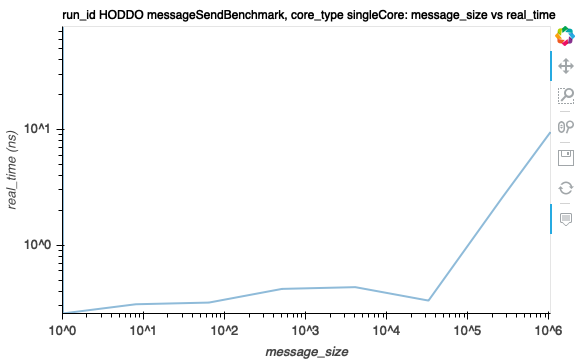 run_id HODDO messageSendBenchmark, core_type singleCore: message_size vs real_time
real_time (ns)
10^1
10^0
10^0 10^1 10^2 10^3 10^4 10^5 10^6
message_size